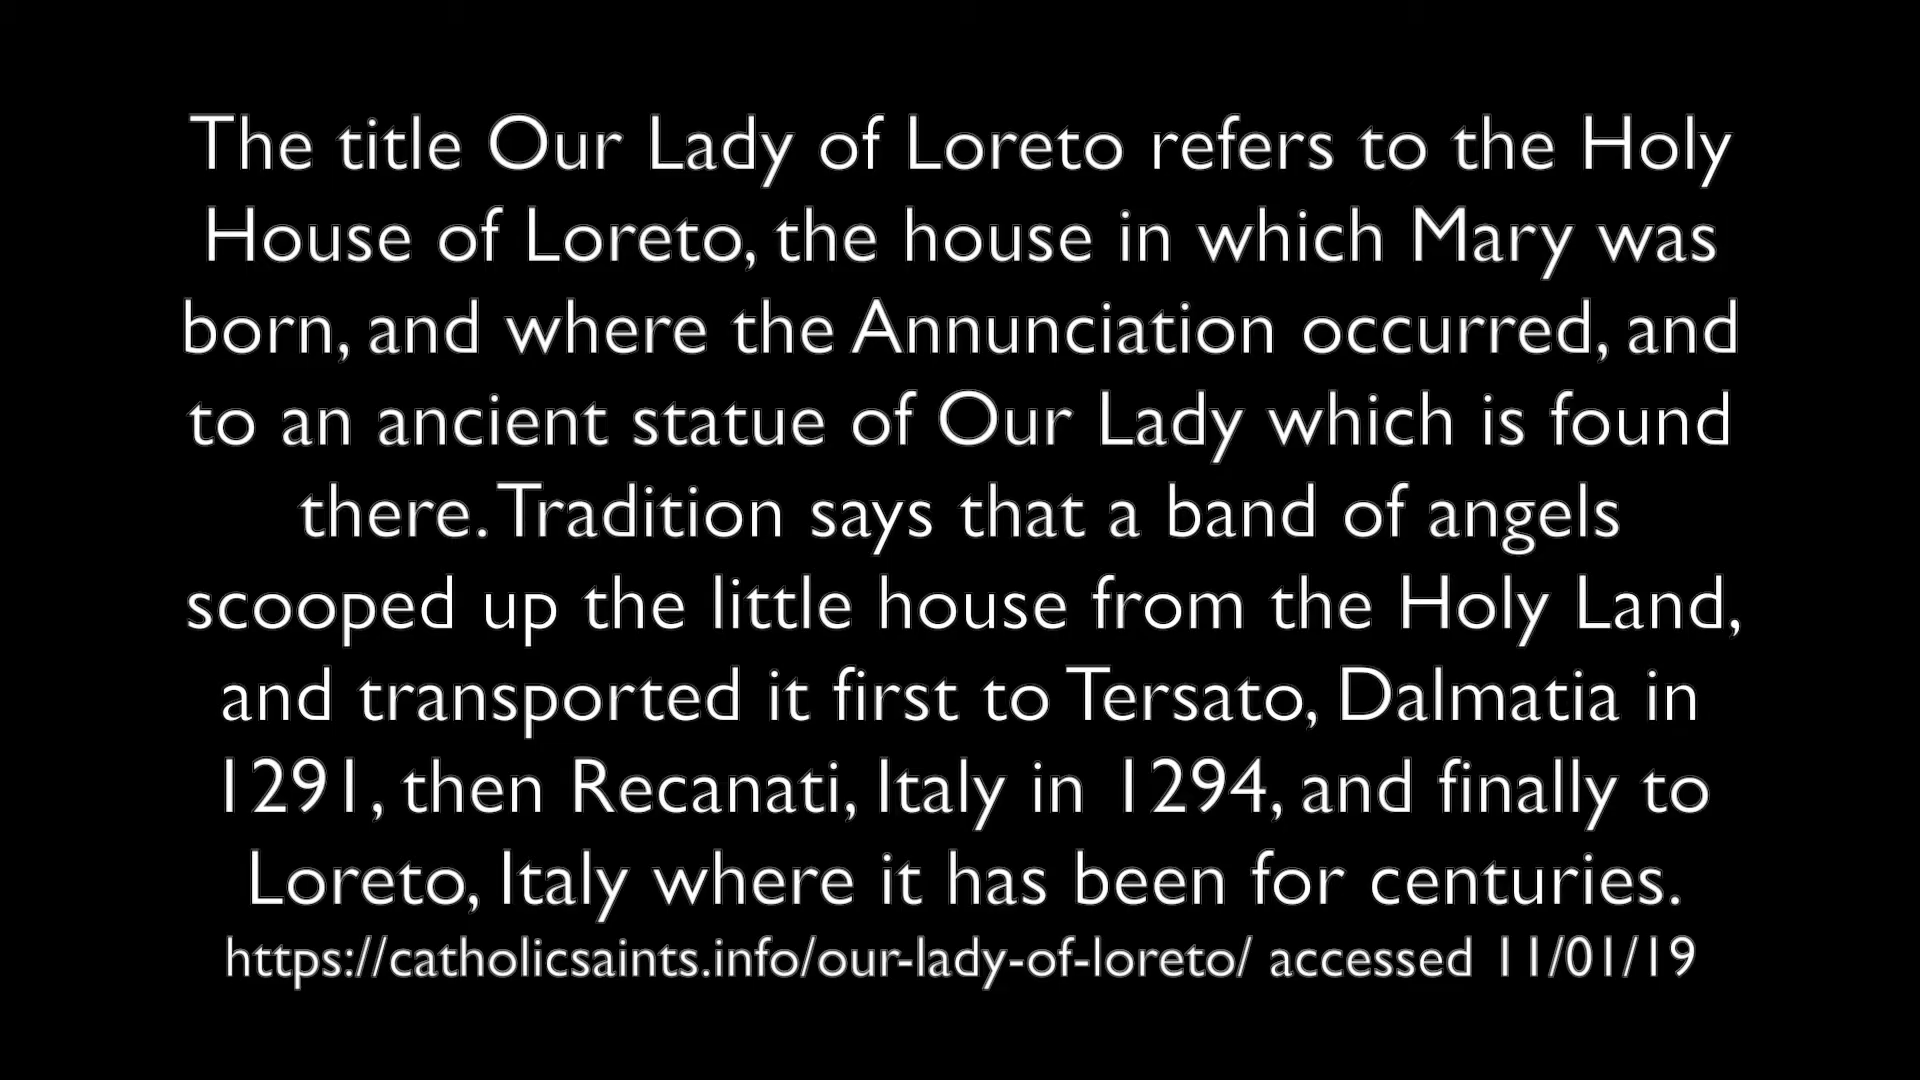 The title Our Lady of Loreto refers to the Holy
House of Loreto, the house in which Mary was
born, and where the Annunciation occurred, and
to an ancient statue of Our Lady which is found
there. Tradition says that a band of angels
scooped up the little house from the Holy Land,
and transported it first to Tersato, Dalmatia in
1291, then Recanati, Italy in 1294, and finally to
Loreto, Italy where it has been for centuries.
https://catholicsaints.info/our-lady-of-loreto/ accessed 11/01/19